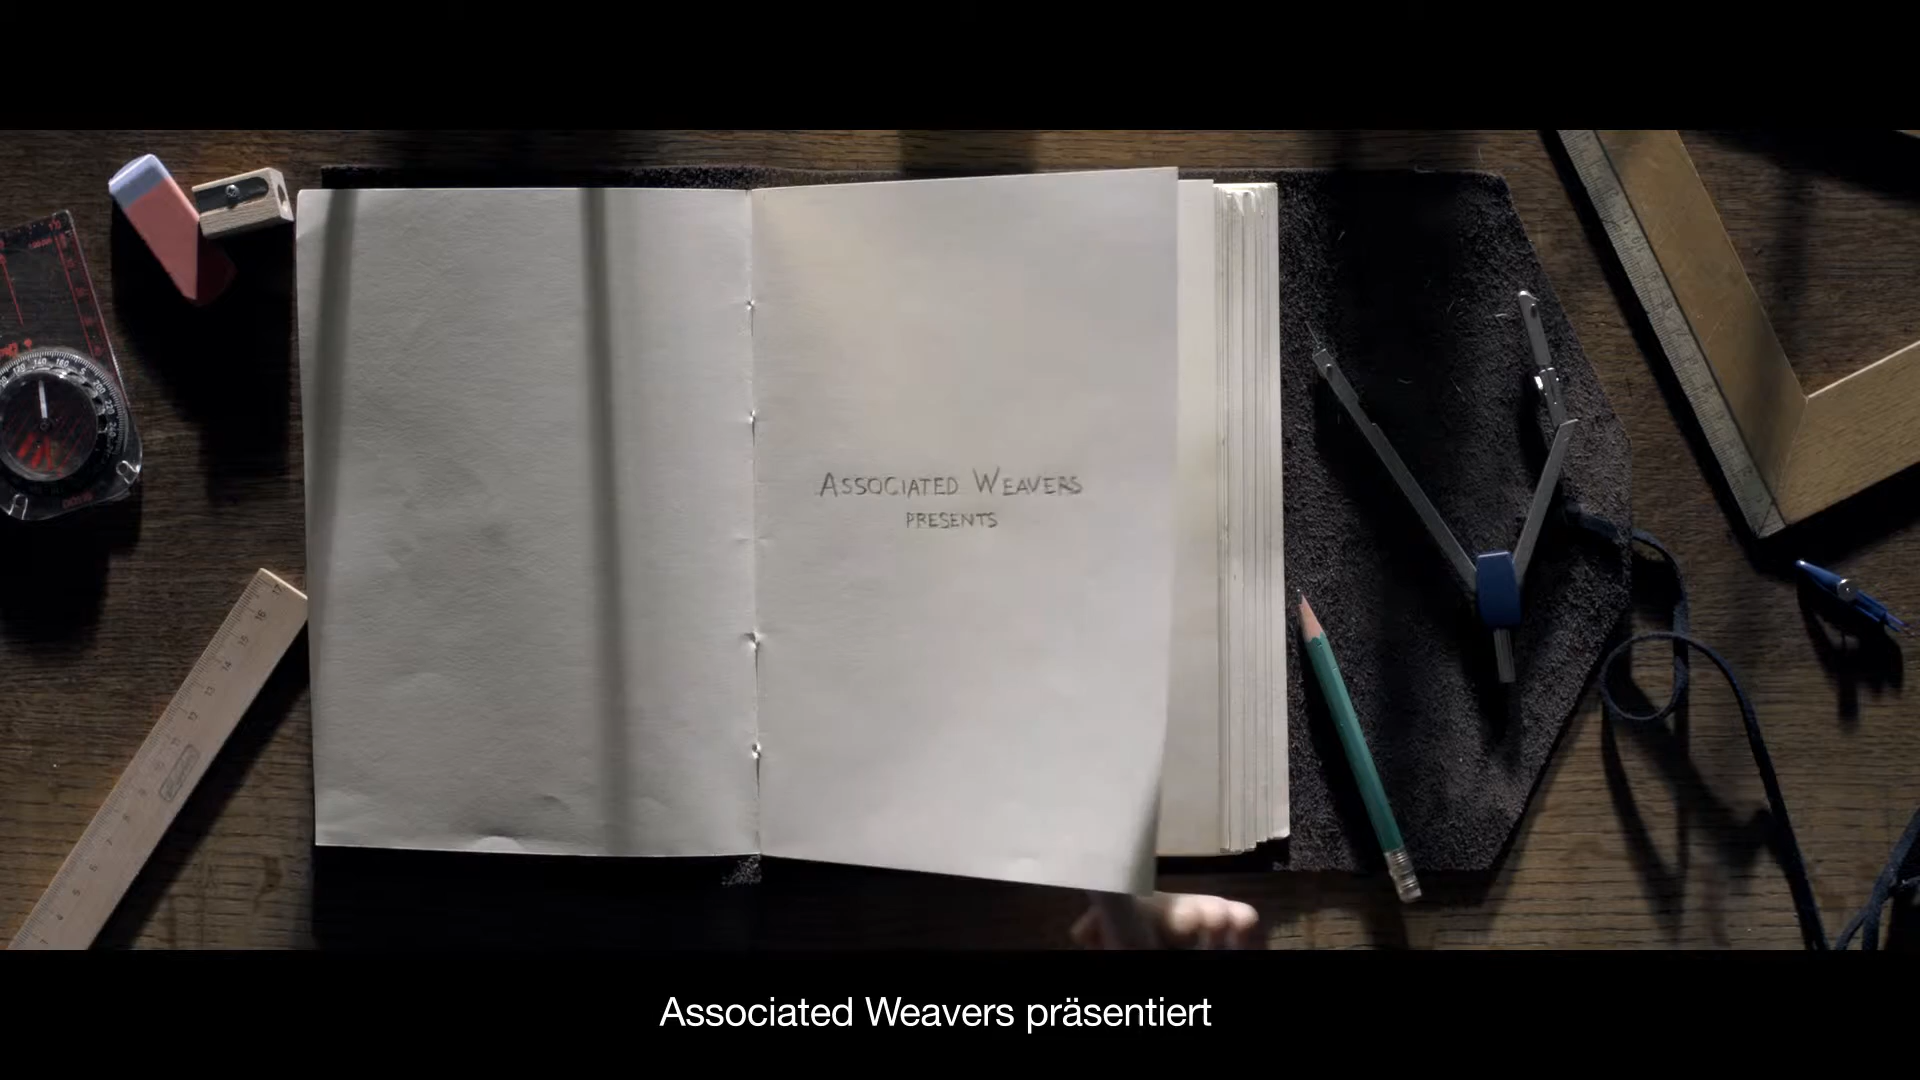 ASSOCIATED WEAVERS
PRESENTS
Associated Weavers präsentiert